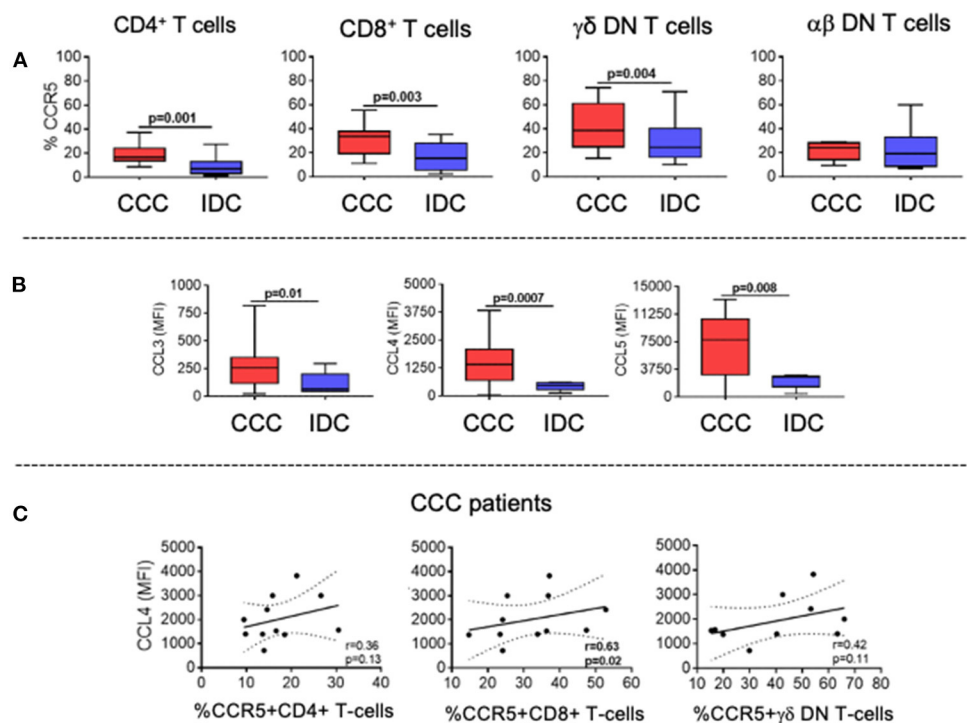 CD4+ T cells CD8+ T cells γδ DN T cells αβ DN T cells
A
% CCR5
100 100 100 100
80 80 80 80
60 60 60 60
40 40 40 40
20 20 20 20
0 0 0 0
p=0.001 p=0.003 p=0.004
CCC IDC CCC IDC CCC IDC CCC IDC
B
CCL3 (MFI)
1000
750
500
250
0
p=0.01
CCC IDC
CCL4 (MFI)
5000
3750
2500
1250
0
p=0.0007
CCC IDC
CCL5 (MFI)
15000
11250
7500
3750
0
p=0.008
CCC IDC
C
CCC patients
CCL4 (MFI)
5000
4000
3000
2000
1000
0
r=0.36
p=0.13
0 10 20 30 40
%CCR5+CD4+ T-cells
5000
4000
3000
2000
1000
0
r=0.63
p=0.02
10 20 30 40 50 60
%CCR5+CD8+ T-cells
5000
4000
3000
2000
1000
0
r=0.42
p=0.11
10 20 30 40 50 60 70 80
%CCR5+γδ DN T-cells